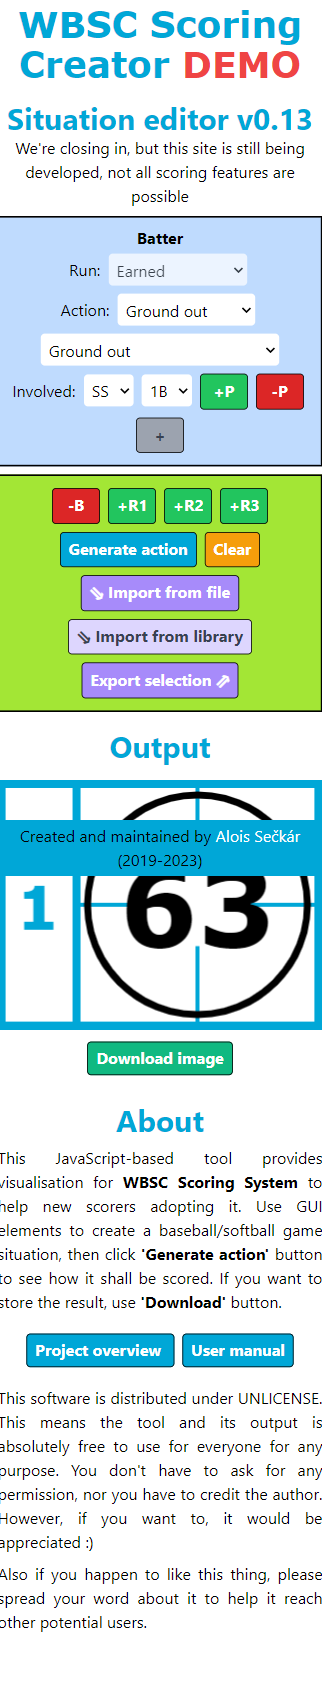 WBSC Scoring
Creator DEMO
Situation editor v0.13
We're closing in, but this site is still being
developed, not all scoring features are
possible
Batter
Run: Earned
Action: Ground out
Ground out
Involved: SS 1B +P -P
+
-B +R1 +R2 +R3
Generate action Clear
⇘ Import from file
⇘ Import from library
Export selection ⇗
Output
Created and maintained by Alois Sečkár
(2019-2023)
1 63
Download image
About
This JavaScript-based tool provides
visualisation for WBSC Scoring System to
help new scorers adopting it. Use GUI
elements to create a baseball/softball game
situation, then click 'Generate action' button
to see how it shall be scored. If you want to
store the result, use 'Download' button.
Project overview User manual
This software is distributed under UNLICENSE.
This means the tool and its output is
absolutely free to use for everyone for any
purpose. You don't have to ask for any
permission, nor you have to credit the author.
However, if you want to, it would be
appreciated :)
Also if you happen to like this thing, please
spread your word about it to help it reach
other potential users.